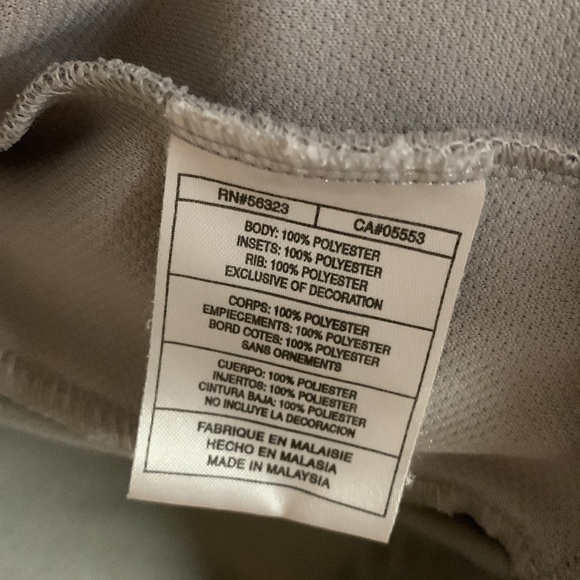 RN#56323 CA#05553
BODY: 100% POLYESTER
INSETS: 100% POLYESTER
RIB: 100% POLYESTER
EXCLUSIVE OF DECORATION
CORPS: 100% POLYESTER
EMPIECEMENTS: 100% POLYESTER
BORD COTES: 100% POLYESTER
SANS ORNEMENTS
CUERPO: 100% POLIESTER
INJERTOS: 100% POLIESTER
CINTURA BAJA: 100% POLIESTER
NO INCLUYE LA DECORACION
FABRIQUE EN MALAISIE
HECHO EN MALASIA
MADE IN MALAYSIA